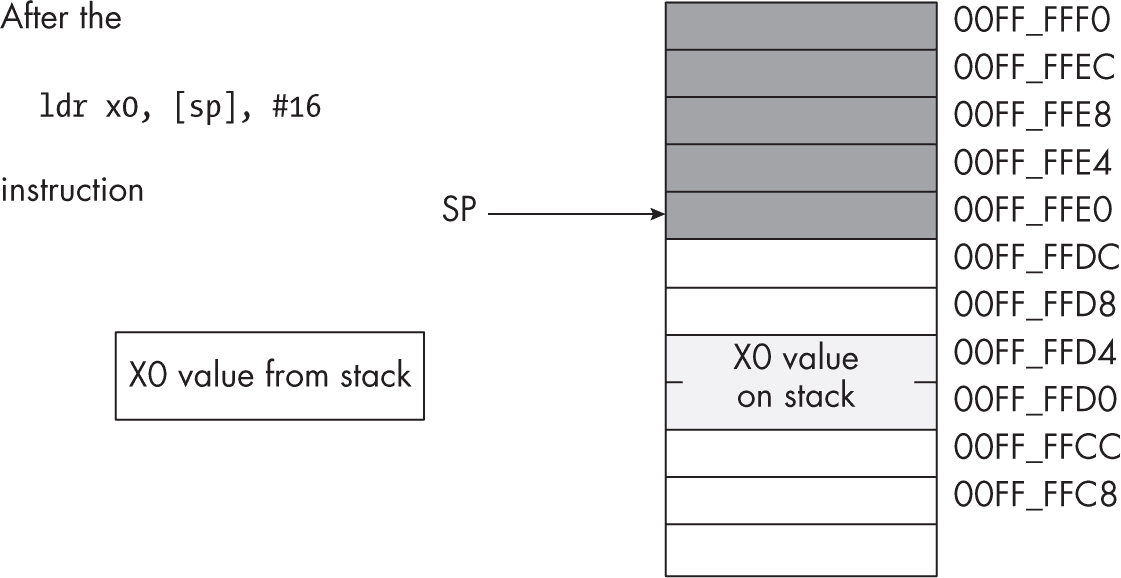 After the
ldr x0, [sp], #16
instruction
SP
X0 value from stack
X0 value
on stack
00FF_FFF0
00FF_FFEC
00FF_FFE8
00FF_FFE4
00FF_FFE0
00FF_FFDC
00FF_FFD8
00FF_FFD4
00FF_FFD0
00FF_FFCC
00FF_FFC8